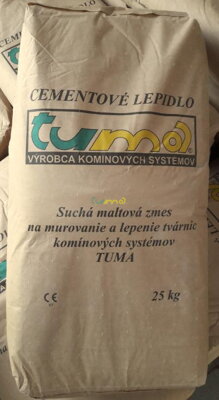 CEMENTOVÉ LEPIDLO
tuma®
VÝROBCA KOMÍNOVÝCH SYSTÉMOV
Suchá maltová zmes
na murovanie a lepenie tvárnic
komínových systémov
TUMA
CE 25 kg